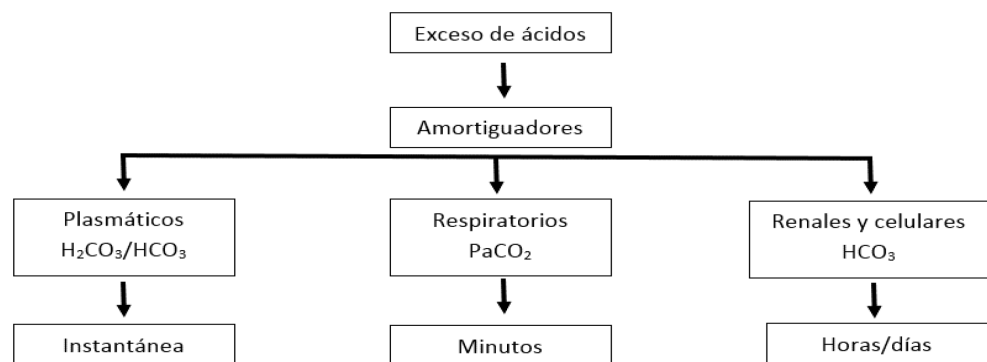 Exceso de ácidos
Amortiguadores
Plasmáticos
H₂CO₃/HCO₃
Respiratorios
PaCO₂
Renales y celulares
HCO₃
Instantánea
Minutos
Horas/días